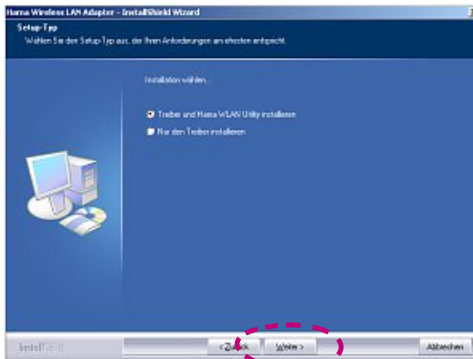 Hama Wireless LAN Adapter - InstallShield Wizard
Setup-Typ
Wählen Sie den Setup-Typ aus, der Ihren Anforderungen am ehesten entspricht.
Installation wählen...
Treiber und Hama WLAN Utility installieren
Nur den Treiber installieren
InstallShield
< Zurück
Weiter >
Abbrechen